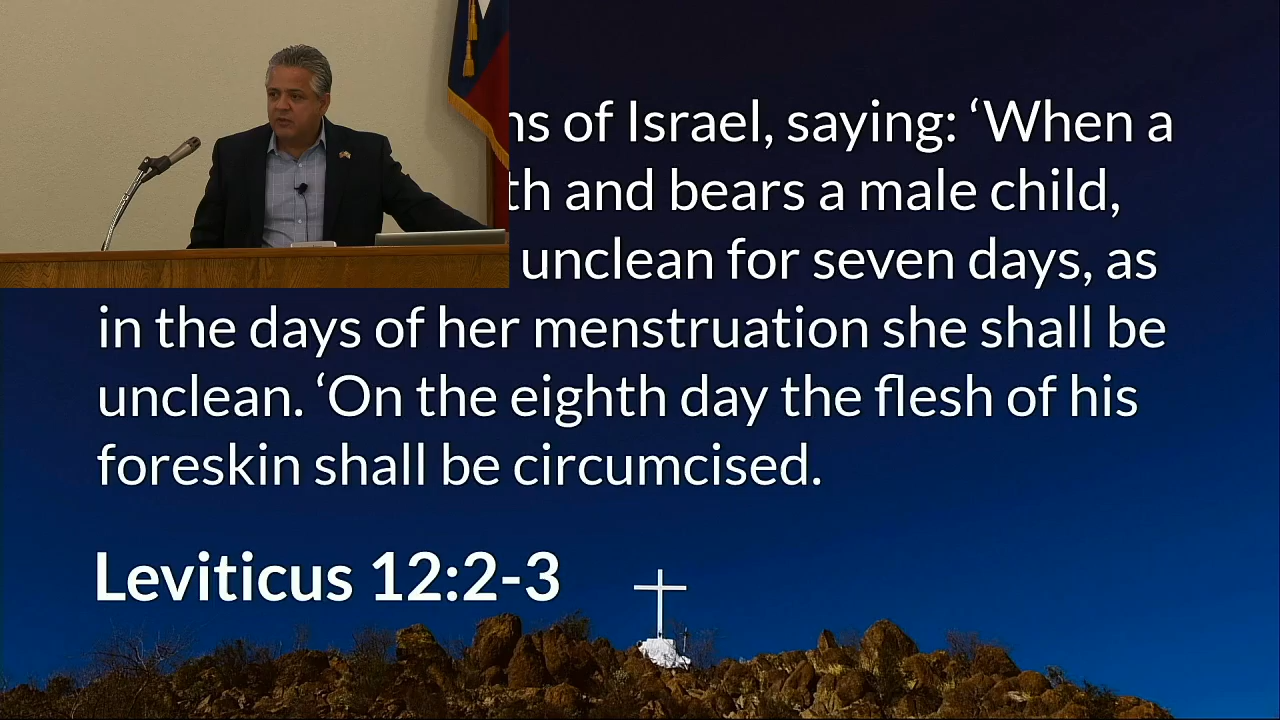 of Israel, saying: ‘When a
and bears a male child,
unclean for seven days, as
in the days of her menstruation she shall be
unclean. ‘On the eighth day the flesh of his
foreskin shall be circumcised.
Leviticus 12:2-3